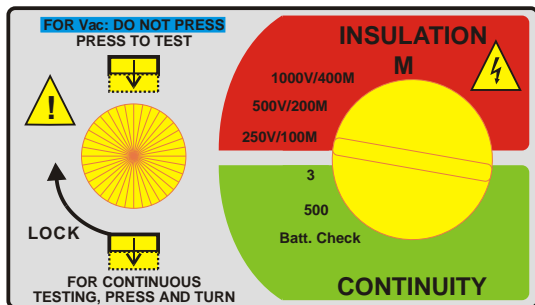 FOR Vac: DO NOT PRESS
PRESS TO TEST
!
LOCK
FOR CONTINUOUS
TESTING, PRESS AND TURN
INSULATION
M
1000V/400M
500V/200M
250V/100M
3
500
Batt. Check
CONTINUITY